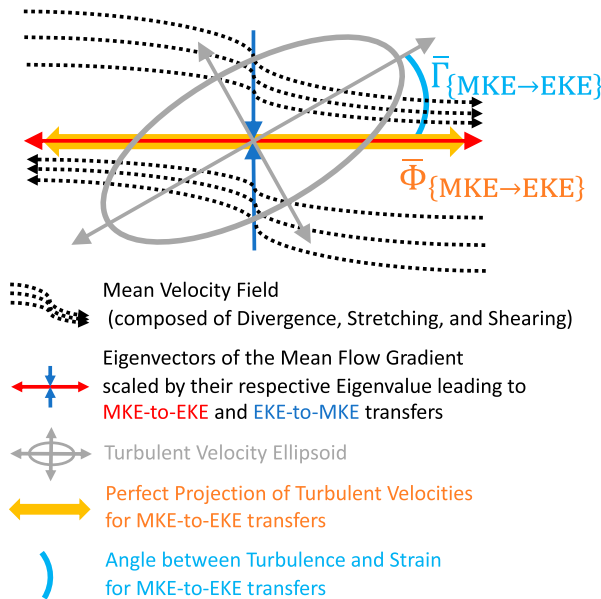 Γ̅{MKE→EKE}
Φ̅{MKE→EKE}
Mean Velocity Field
(composed of Divergence, Stretching, and Shearing)
Eigenvectors of the Mean Flow Gradient
scaled by their respective Eigenvalue leading to
MKE-to-EKE and EKE-to-MKE transfers
Turbulent Velocity Ellipsoid
Perfect Projection of Turbulent Velocities
for MKE-to-EKE transfers
Angle between Turbulence and Strain
for MKE-to-EKE transfers